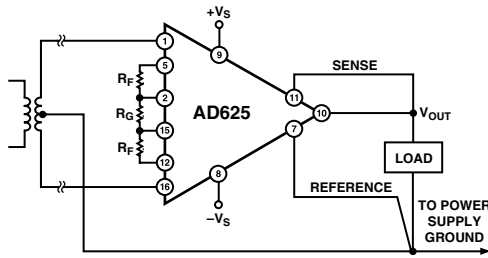 +VS
1
9
5
SENSE
RF
2
11
RG
AD625
10
VOUT
15
7
RF
LOAD
12
8
16
REFERENCE
–VS
TO POWER
SUPPLY
GROUND